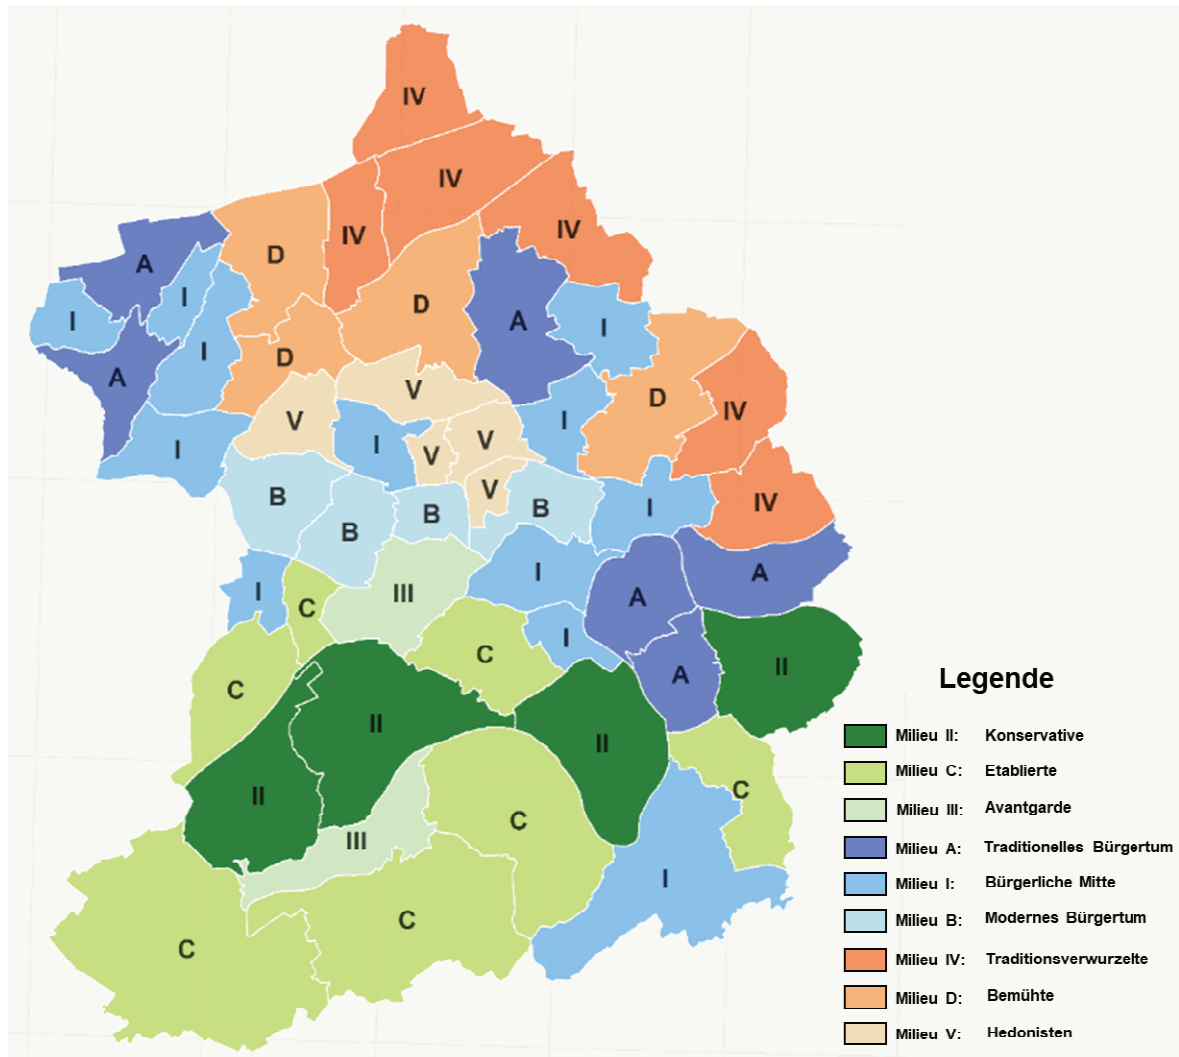 IV
IV
IV
IV
D
A
I
I
D
A
I
I
D
A
D
IV
V
V
I
I
V
V
I
V
B
B
B
B
I
IV
I
III
I
A
A
C
I
C
A
II
C
II
II
C
II
C
III
I
C
C
Legende
Milieu II: Konservative
Milieu C: Etablierte
Milieu III: Avantgarde
Milieu A: Traditionelles Bürgertum
Milieu I: Bürgerliche Mitte
Milieu B: Modernes Bürgertum
Milieu IV: Traditionsverwurzelte
Milieu D: Bemühte
Milieu V: Hedonisten